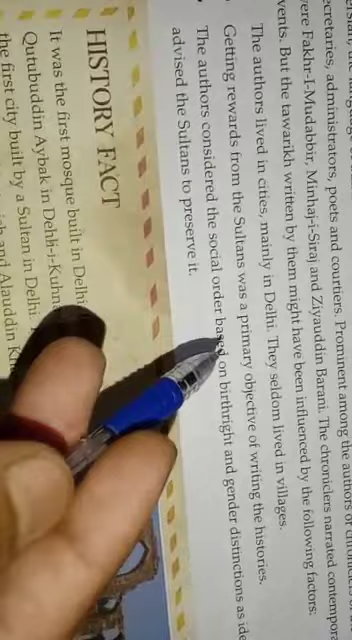 secretaries, administrators, poets and courtiers. Prominent among the authors of
were Fakhr-I-Mudabbir, Minhaj-i-Siraj and Ziyauddin Barani. The chroniclers narrated
events. But the tawarikh written by them might have been influenced by the following factors:
The authors lived in cities, mainly in Delhi. They seldom lived in villages.
Getting rewards from the Sultans was a primary objective of writing the histories.
The authors considered the social order based on birthright and gender distinctions as
advised the Sultans to preserve it.
HISTORY FACT
It was the first mosque built in Delhi
Qutubuddin Aybak in Dehli-i-Kuhn
the first city built by a Sultan in Delhi.
and Alauddin